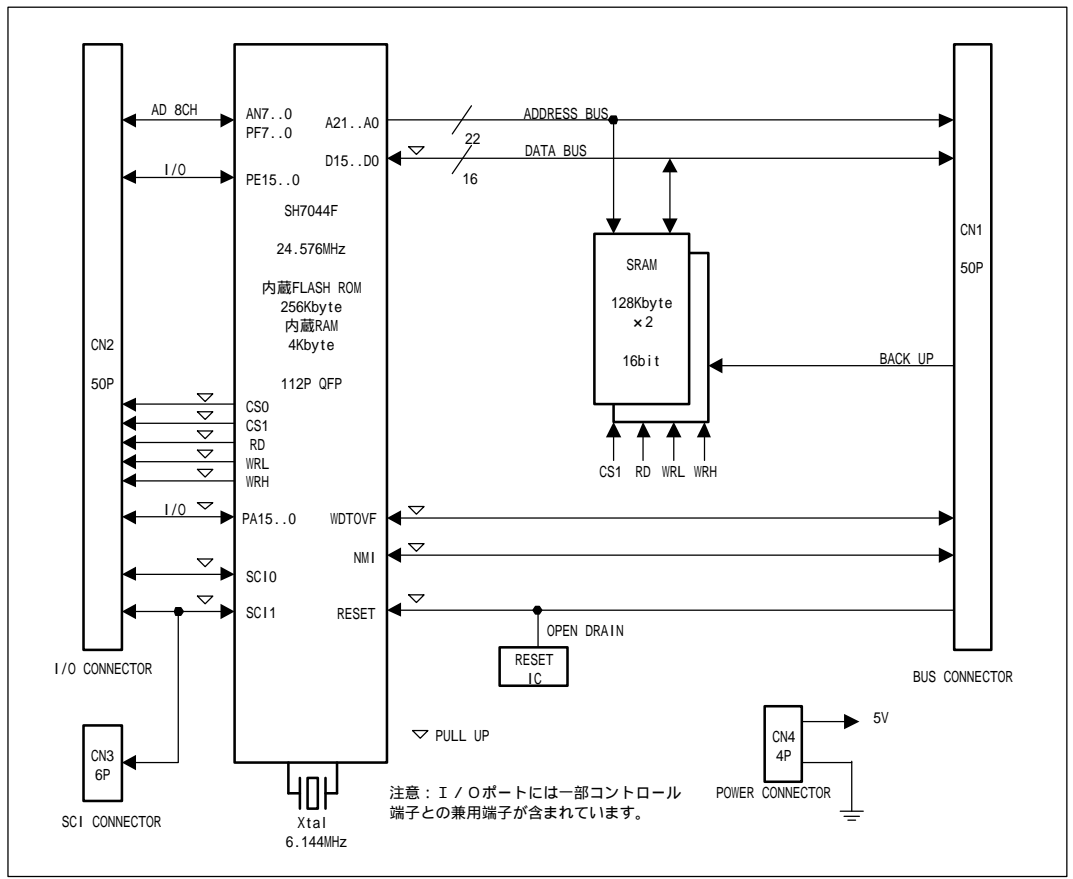 AD 8CH
I/O
CN2
50P
I/O
I/O CONNECTOR
CN3
6P
SCI CONNECTOR
AN7..0
PF7..0
PE15..0
A21..A0
D15..D0
SH7044F
24.576MHz
内蔵FLASH ROM
256Kbyte
内蔵RAM
4Kbyte
112P QFP
CS0
CS1
RD
WRL
WRH
PA15..0
SCI0
SCI1
WDTOVF
NMI
RESET
Xtal
6.144MHz
ADDRESS BUS
22
DATA BUS
16
SRAM
128Kbyte
×2
16bit
BACK UP
CS1 RD WRL WRH
OPEN DRAIN
RESET
IC
CN1
50P
BUS CONNECTOR
▽ PULL UP
注意：Ｉ／Ｏポートには一部コントロール
端子との兼用端子が含まれています。
CN4
4P
5V
POWER CONNECTOR